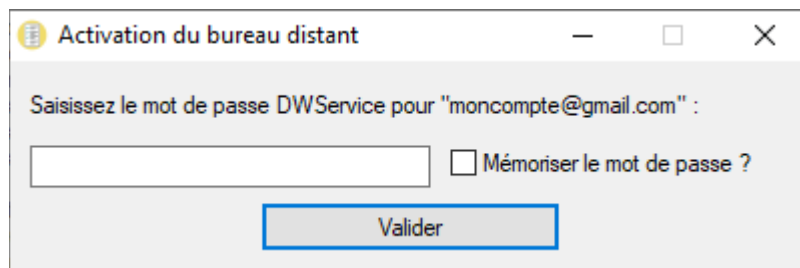 Activation du bureau distant
Saisissez le mot de passe DWService pour "moncompte@gmail.com" :
Mémoriser le mot de passe ?
Valider